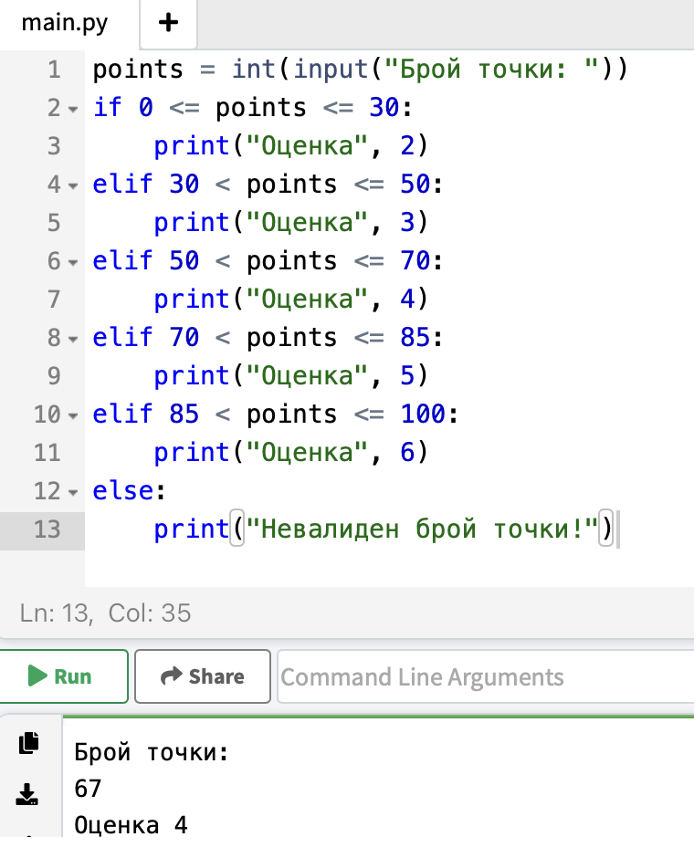 main.py +
1 points = int(input("Брой точки: "))
2 if 0 <= points <= 30:
3     print("Оценка", 2)
4 elif 30 < points <= 50:
5     print("Оценка", 3)
6 elif 50 < points <= 70:
7     print("Оценка", 4)
8 elif 70 < points <= 85:
9     print("Оценка", 5)
10 elif 85 < points <= 100:
11     print("Оценка", 6)
12 else:
13     print("Невалиден брой точки!")
Ln: 13, Col: 35
Run Share Command Line Arguments
Брой точки:
67
Оценка 4